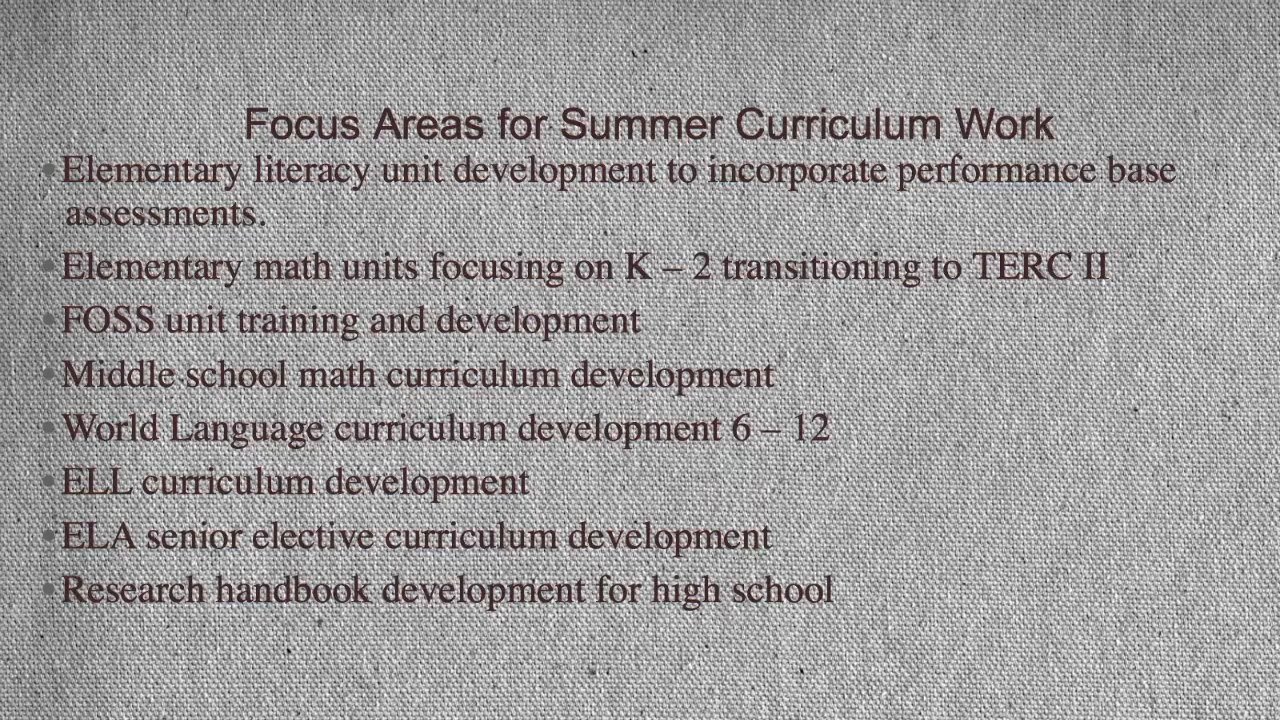 Focus Areas for Summer Curriculum Work
• Elementary literacy unit development to incorporate performance base
assessments.
• Elementary math units focusing on K – 2 transitioning to TERC II
• FOSS unit training and development
• Middle school math curriculum development
• World Language curriculum development 6 – 12
• ELL curriculum development
• ELA senior elective curriculum development
• Research handbook development for high school